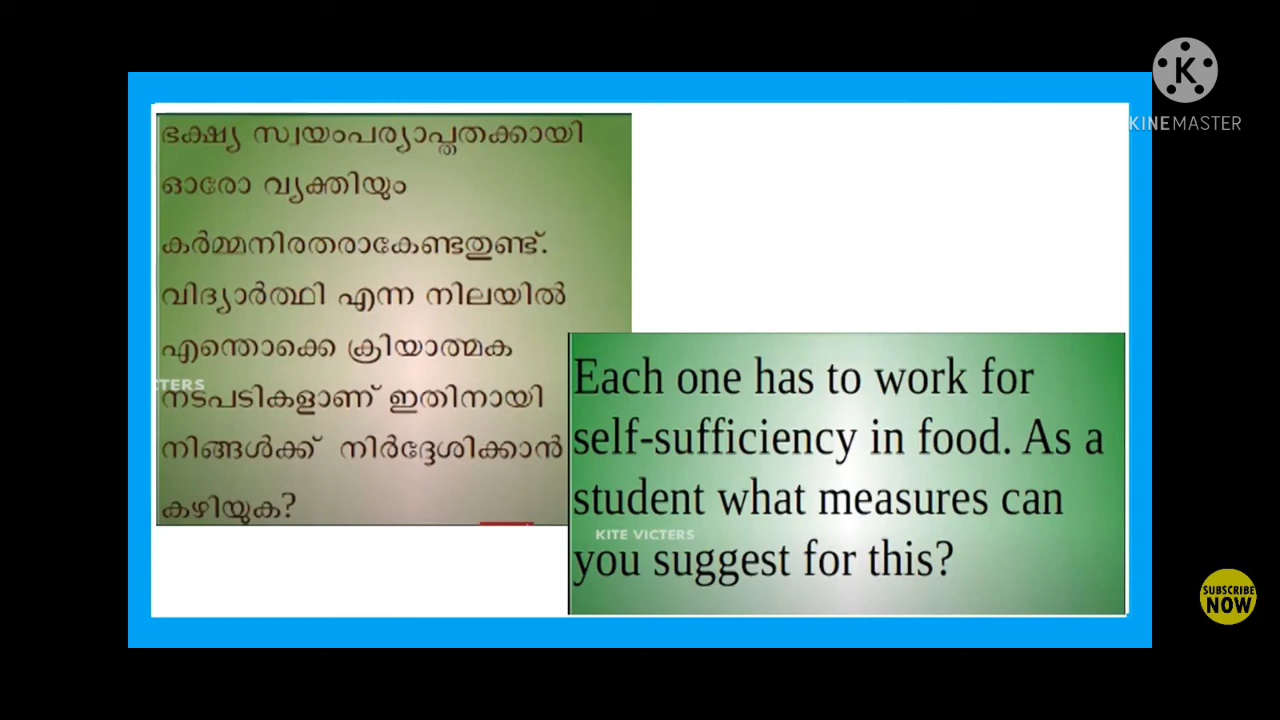 KINEMASTER
ഭക്ഷ്യ സ്വയംപര്യാപ്തതക്കായി
ഓരോ വ്യക്തിയും
കർമ്മനിരതരാകേണ്ടതുണ്ട്.
വിദ്യാർത്ഥി എന്ന നിലയിൽ
എന്തൊക്കെ ക്രിയാത്മക
നടപടികളാണ് ഇതിനായി
നിങ്ങൾക്ക് നിർദ്ദേശിക്കാൻ
കഴിയുക?
Each one has to work for
self-sufficiency in food. As a
student what measures can
KITE VICTERS
you suggest for this?
SUBSCRIBE
NOW